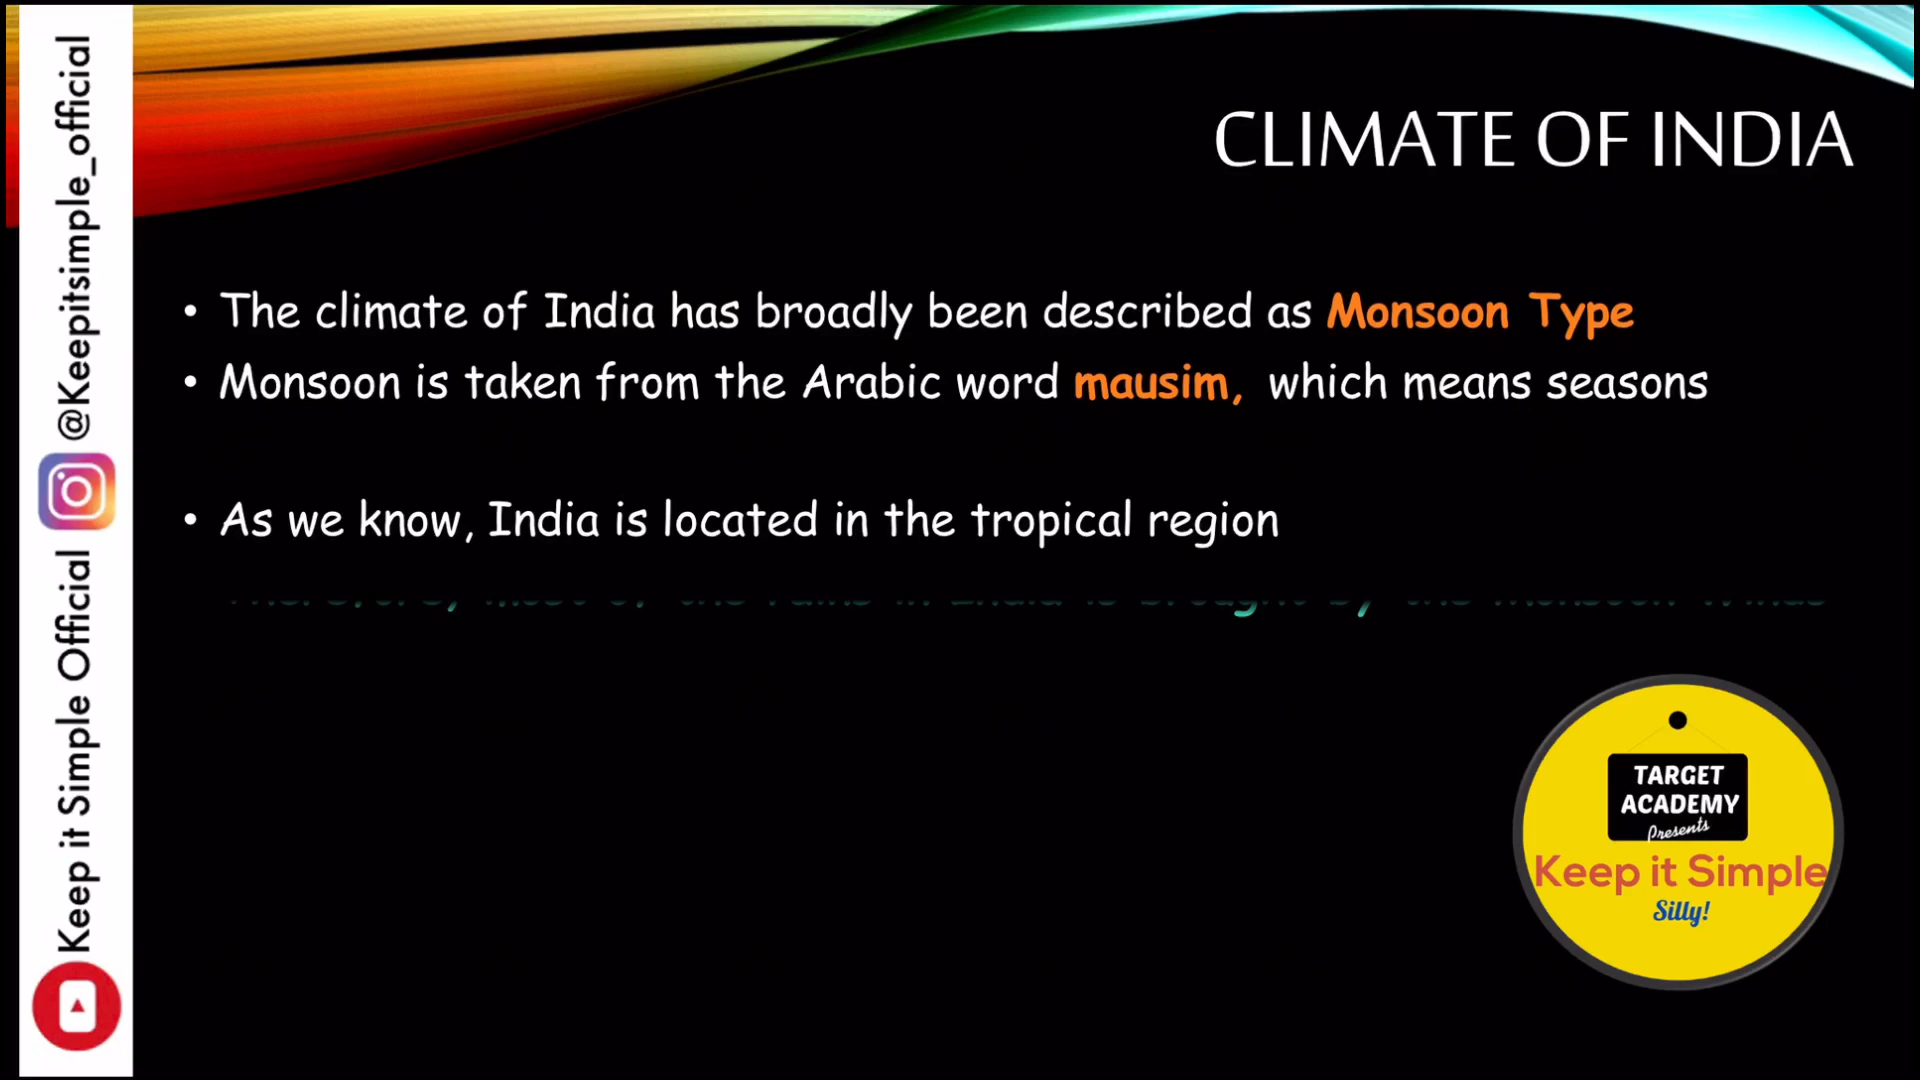 CLIMATE OF INDIA
• The climate of India has broadly been described as Monsoon Type
• Monsoon is taken from the Arabic word mausim, which means seasons
• As we know, India is located in the tropical region
@Keepitsimple_official
Keep it Simple Official
TARGET
ACADEMY
Presents
Keep it Simple
Silly!